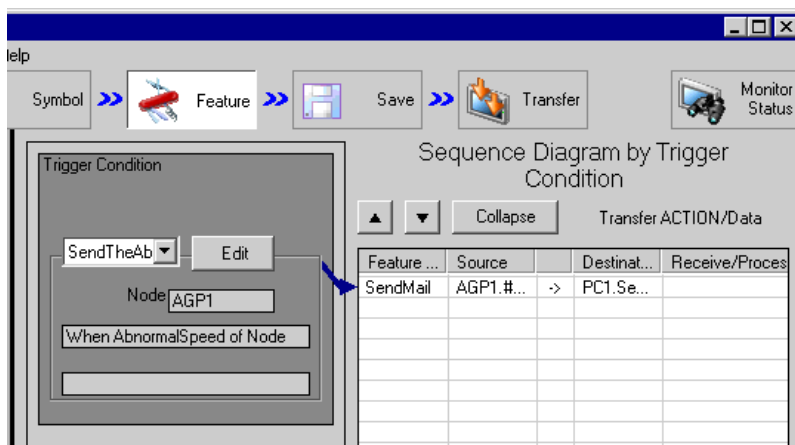 Help
Symbol
Feature
Save
Transfer
Monitor
Status
Trigger Condition
SendTheAb
Edit
Node AGP1
When AbnormalSpeed of Node
Sequence Diagram by Trigger
Condition
Collapse
Transfer ACTION/Data
Feature ... Source Destinat... Receive/Proces
SendMail AGP1.#... -> PC1.Se...